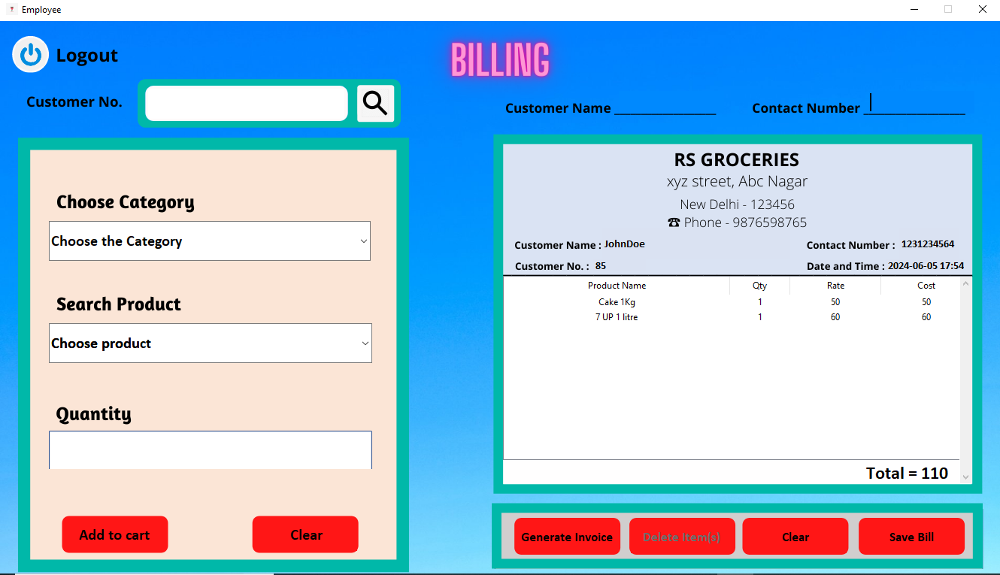 Employee
Logout
BILLING
Customer No.
Customer Name
Contact Number
Choose Category
Choose the Category
Search Product
Choose product
Quantity
Add to cart
Clear
RS GROCERIES
xyz street, Abc Nagar
New Delhi - 123456
☎ Phone - 9876598765
Customer Name : JohnDoe
Contact Number : 1231234564
Customer No. : 85
Date and Time : 2024-06-05 17:54
Product Name Qty Rate Cost
Cake 1Kg 1 50 50
7 UP 1 litre 1 60 60
Total = 110
Generate Invoice
Delete Item(s)
Clear
Save Bill